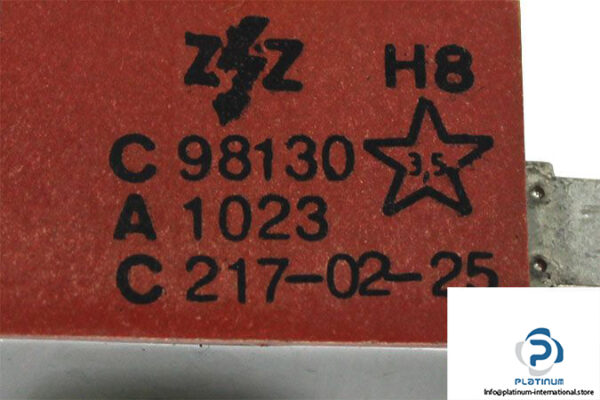 ZZ H8
C 98130 3,5
A 1023
C 217-02-25
PLATINUM
Info@platinum-international.store